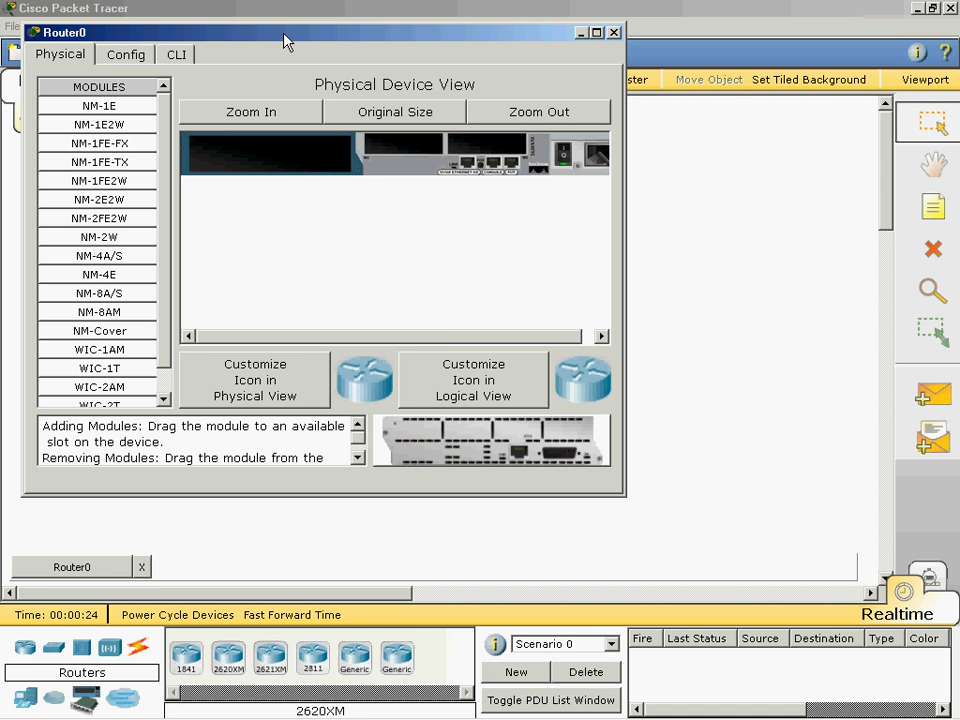 Cisco Packet Tracer
File
Router0
Physical
Config
CLI
Physical Device View
MODULES
NM-1E
NM-1E2W
NM-1FE-FX
NM-1FE-TX
NM-1FE2W
NM-2E2W
NM-2FE2W
NM-2W
NM-4A/S
NM-4E
NM-8A/S
NM-8AM
NM-Cover
WIC-1AM
WIC-1T
WIC-2AM
WIC-2T
Zoom In
Original Size
Zoom Out
Customize
Icon in
Physical View
Customize
Icon in
Logical View
Adding Modules: Drag the module to an available
slot on the device.
Removing Modules: Drag the module from the
ster
Move Object
Set Tiled Background
Viewport
Router0
X
Time: 00:00:24
Power Cycle Devices
Fast Forward Time
Realtime
Routers
1841
2620XM
2621XM
2811
Generic
Generic
2620XM
Scenario 0
New
Delete
Toggle PDU List Window
Fire
Last Status
Source
Destination
Type
Color